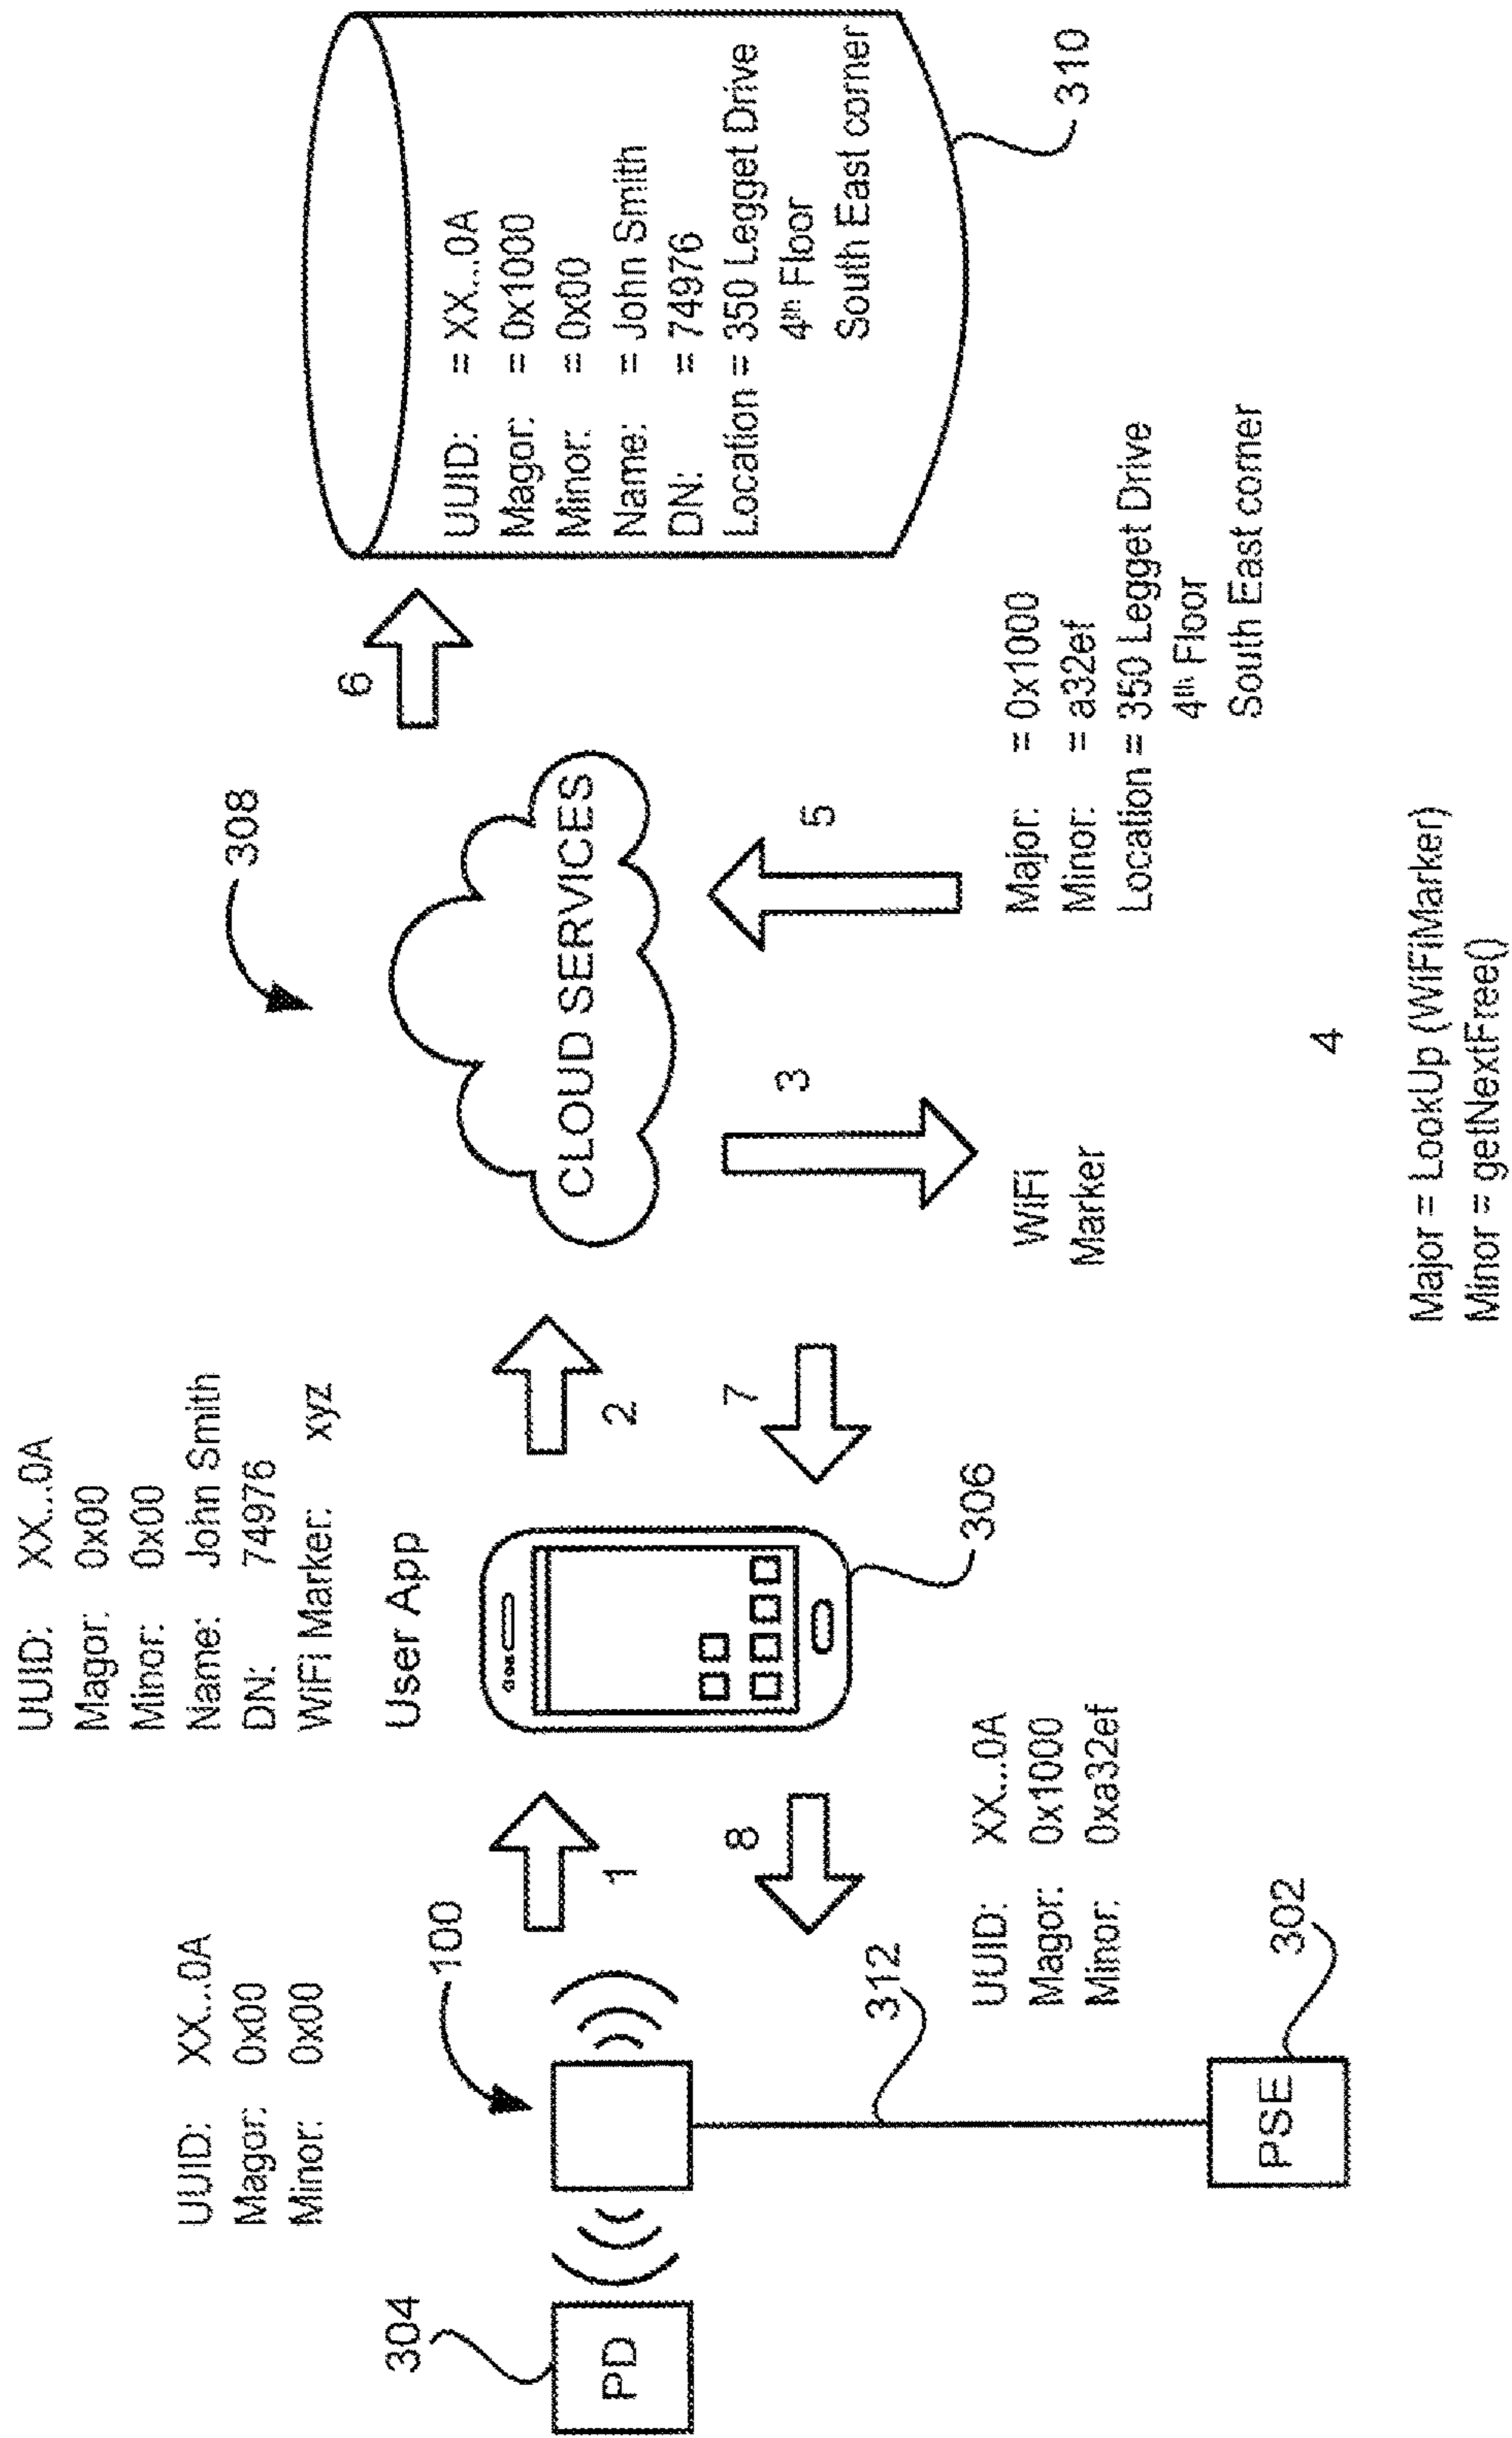 UUID: XX...0A
Magor: 0x00
Minor: 0x00
100
304
PD
312
PSE
302
1
UUID: XX...0A
Magor: 0x00
Minor: 0x00
Name: John Smith
DN: 74976
WiFi Marker: xyz
User App
306
8
UUID: XX...0A
Magor: 0x1000
Minor: 0xa32ef
2
7
308
CLOUD SERVICES
3
WiFi
Marker
4
Major = LookUp (WiFiMarker)
Minor = getNextFree()
5
Major: = 0x1000
Minor: = a32ef
Location = 350 Legget Drive
4th Floor
South East corner
6
UUID: = XX...0A
Magor: = 0x1000
Minor: = 0x00
Name: = John Smith
DN: = 74976
Location = 350 Legget Drive
4th Floor
South East corner
310